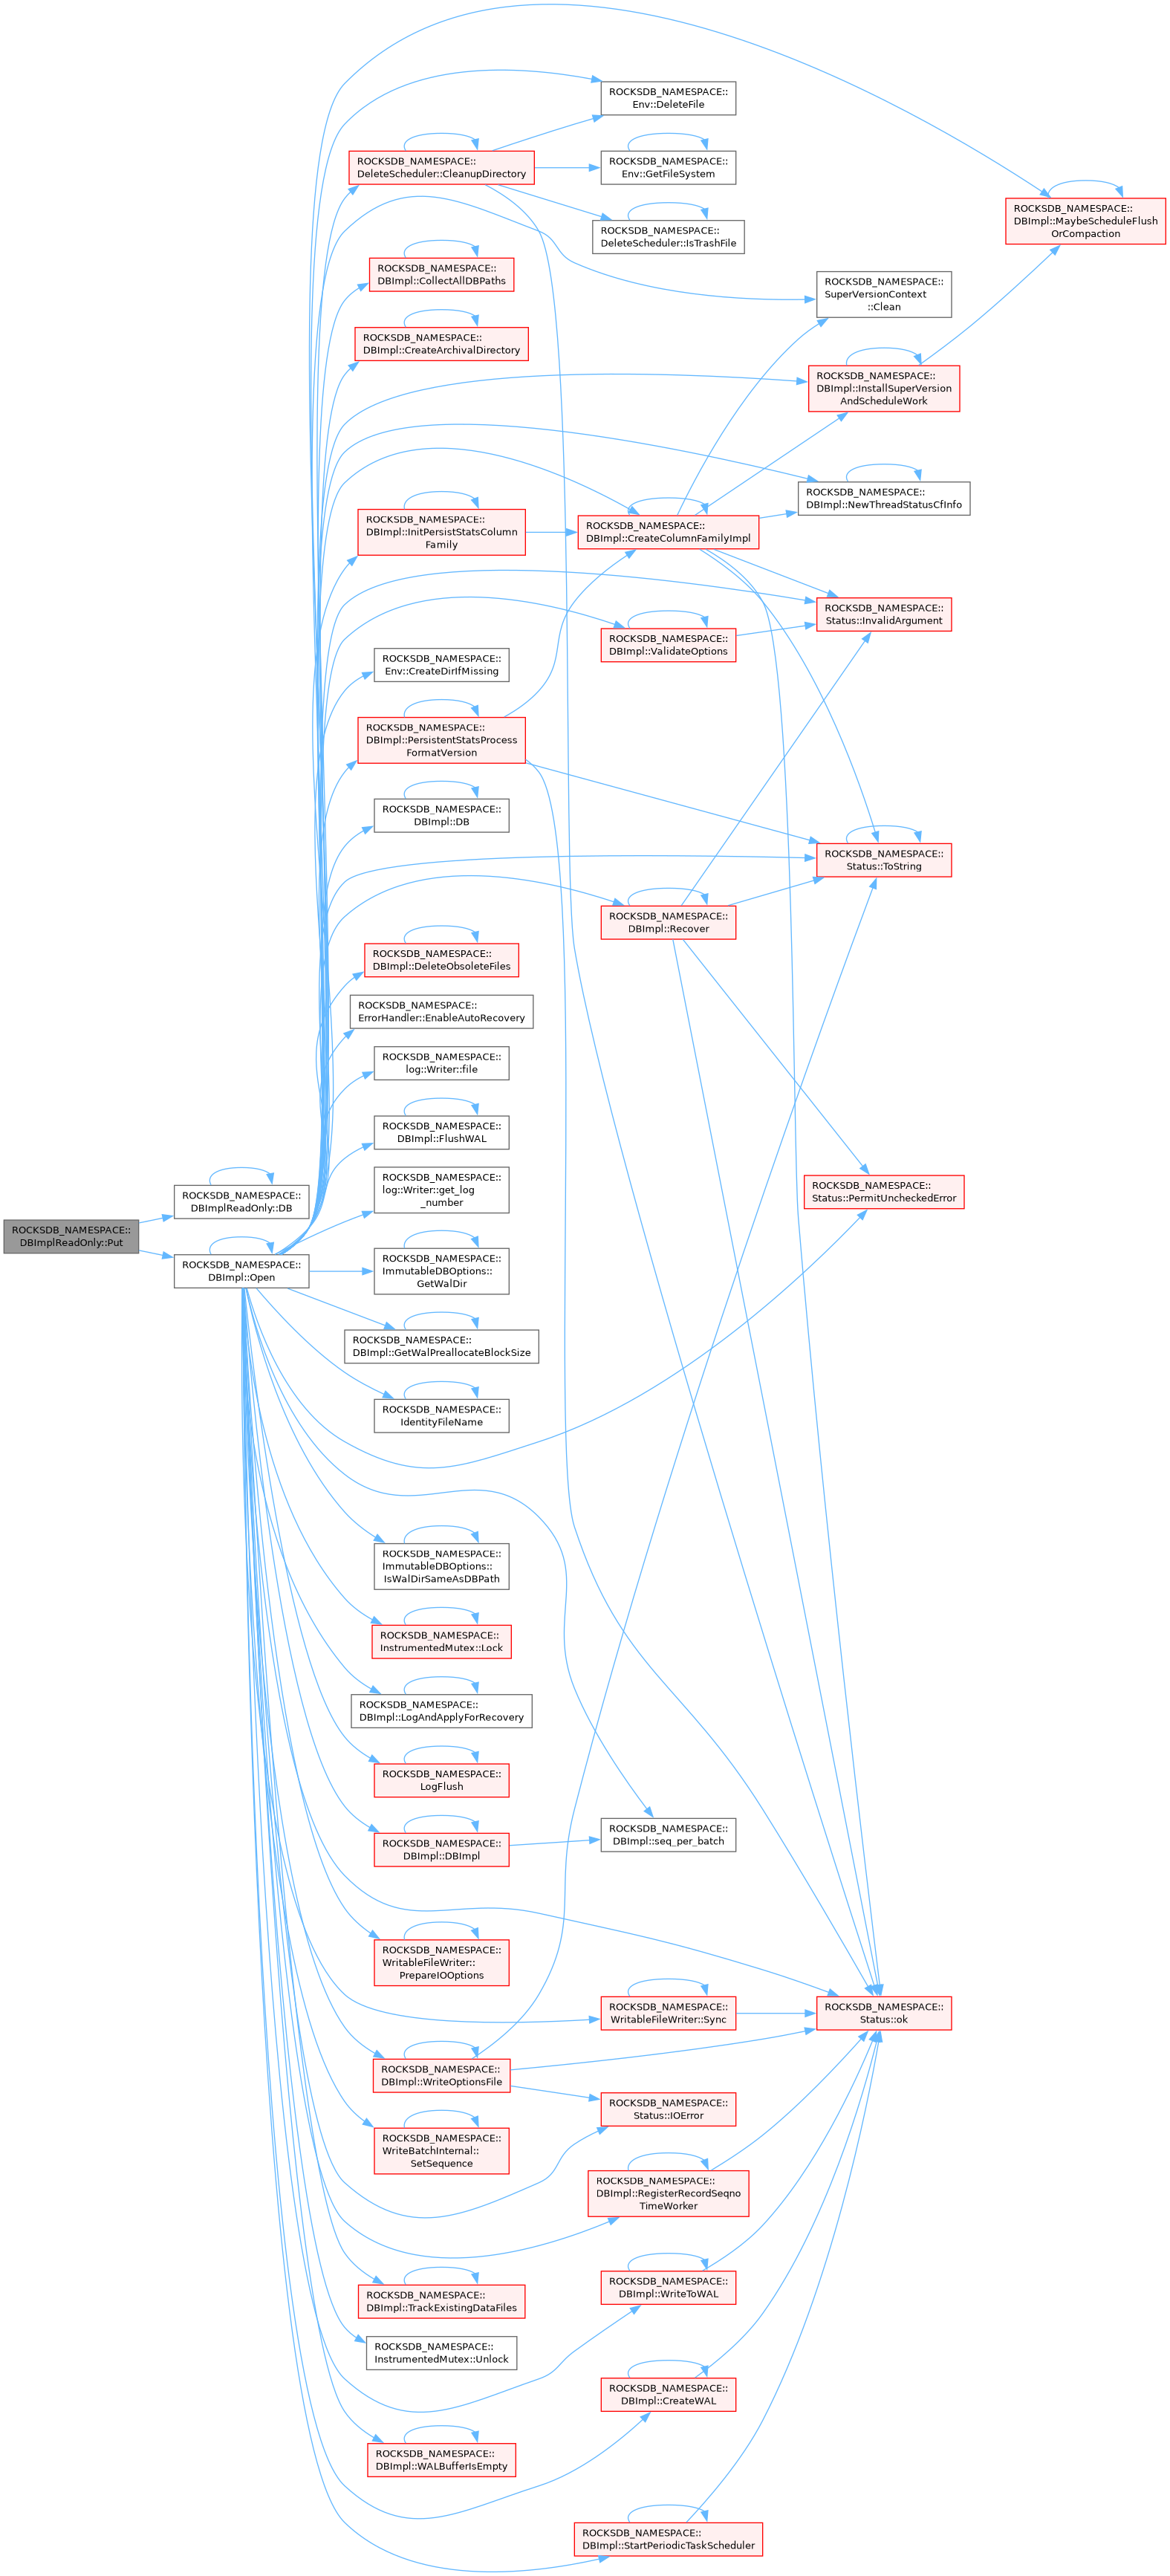 ROCKSDB_NAMESPACE::
Env::DeleteFile
ROCKSDB_NAMESPACE::
DeleteScheduler::CleanupDirectory
ROCKSDB_NAMESPACE::
Env::GetFileSystem
ROCKSDB_NAMESPACE::
DBImpl::MaybeScheduleFlush
OrCompaction
ROCKSDB_NAMESPACE::
DeleteScheduler::IsTrashFile
ROCKSDB_NAMESPACE::
DBImpl::CollectAllDBPaths
ROCKSDB_NAMESPACE::
SuperVersionContext
::Clean
ROCKSDB_NAMESPACE::
DBImpl::CreateArchivalDirectory
ROCKSDB_NAMESPACE::
DBImpl::InstallSuperVersion
AndScheduleWork
ROCKSDB_NAMESPACE::
DBImpl::NewThreadStatusCfInfo
ROCKSDB_NAMESPACE::
DBImpl::InitPersistStatsColumn
Family
ROCKSDB_NAMESPACE::
DBImpl::CreateColumnFamilyImpl
ROCKSDB_NAMESPACE::
Status::InvalidArgument
ROCKSDB_NAMESPACE::
DBImpl::ValidateOptions
ROCKSDB_NAMESPACE::
Env::CreateDirIfMissing
ROCKSDB_NAMESPACE::
DBImpl::PersistentStatsProcess
FormatVersion
ROCKSDB_NAMESPACE::
DBImpl::DB
ROCKSDB_NAMESPACE::
Status::ToString
ROCKSDB_NAMESPACE::
DBImpl::Recover
ROCKSDB_NAMESPACE::
DBImpl::DeleteObsoleteFiles
ROCKSDB_NAMESPACE::
ErrorHandler::EnableAutoRecovery
ROCKSDB_NAMESPACE::
log::Writer::file
ROCKSDB_NAMESPACE::
DBImpl::FlushWAL
ROCKSDB_NAMESPACE::
log::Writer::get_log
_number
ROCKSDB_NAMESPACE::
Status::PermitUncheckedError
ROCKSDB_NAMESPACE::
DBImplReadOnly::DB
ROCKSDB_NAMESPACE::
DBImplReadOnly::Put
ROCKSDB_NAMESPACE::
DBImpl::Open
ROCKSDB_NAMESPACE::
ImmutableDBOptions::
GetWalDir
ROCKSDB_NAMESPACE::
DBImpl::GetWalPreallocateBlockSize
ROCKSDB_NAMESPACE::
IdentityFileName
ROCKSDB_NAMESPACE::
ImmutableDBOptions::
IsWalDirSameAsDBPath
ROCKSDB_NAMESPACE::
InstrumentedMutex::Lock
ROCKSDB_NAMESPACE::
DBImpl::LogAndApplyForRecovery
ROCKSDB_NAMESPACE::
LogFlush
ROCKSDB_NAMESPACE::
DBImpl::seq_per_batch
ROCKSDB_NAMESPACE::
DBImpl::DBImpl
ROCKSDB_NAMESPACE::
WritableFileWriter::
PrepareIOOptions
ROCKSDB_NAMESPACE::
WritableFileWriter::Sync
ROCKSDB_NAMESPACE::
Status::ok
ROCKSDB_NAMESPACE::
DBImpl::WriteOptionsFile
ROCKSDB_NAMESPACE::
Status::IOError
ROCKSDB_NAMESPACE::
WriteBatchInternal::
SetSequence
ROCKSDB_NAMESPACE::
DBImpl::RegisterRecordSeqno
TimeWorker
ROCKSDB_NAMESPACE::
DBImpl::WriteToWAL
ROCKSDB_NAMESPACE::
DBImpl::TrackExistingDataFiles
ROCKSDB_NAMESPACE::
InstrumentedMutex::Unlock
ROCKSDB_NAMESPACE::
DBImpl::CreateWAL
ROCKSDB_NAMESPACE::
DBImpl::WALBufferIsEmpty
ROCKSDB_NAMESPACE::
DBImpl::StartPeriodicTaskScheduler